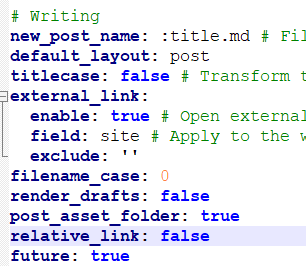 # Writing
new_post_name: :title.md # Fil
default_layout: post
titlecase: false # Transform t
external_link:
  enable: true # Open external
  field: site # Apply to the w
  exclude: ''
filename_case: 0
render_drafts: false
post_asset_folder: true
relative_link: false
future: true